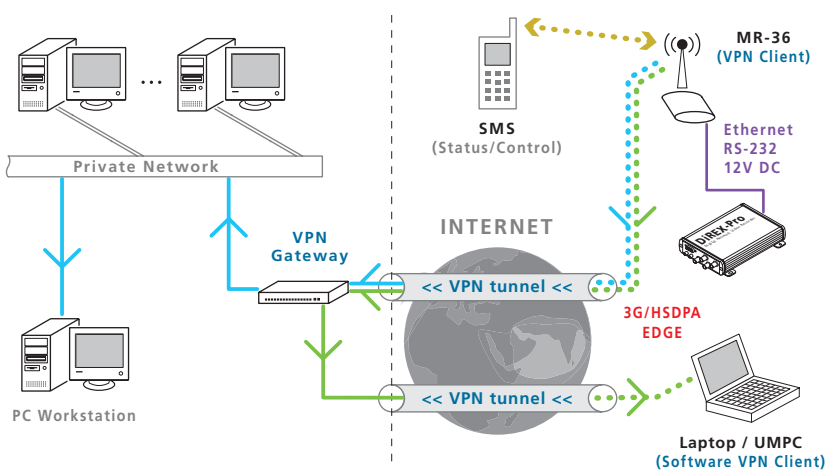 ...
MR-36
(VPN Client)
SMS
(Status/Control)
Ethernet
RS-232
12V DC
Private Network
DiREX-Pro
INTERNET
VPN
Gateway
<< VPN tunnel <<
3G/HSDPA
EDGE
<< VPN tunnel <<
PC Workstation
Laptop / UMPC
(Software VPN Client)